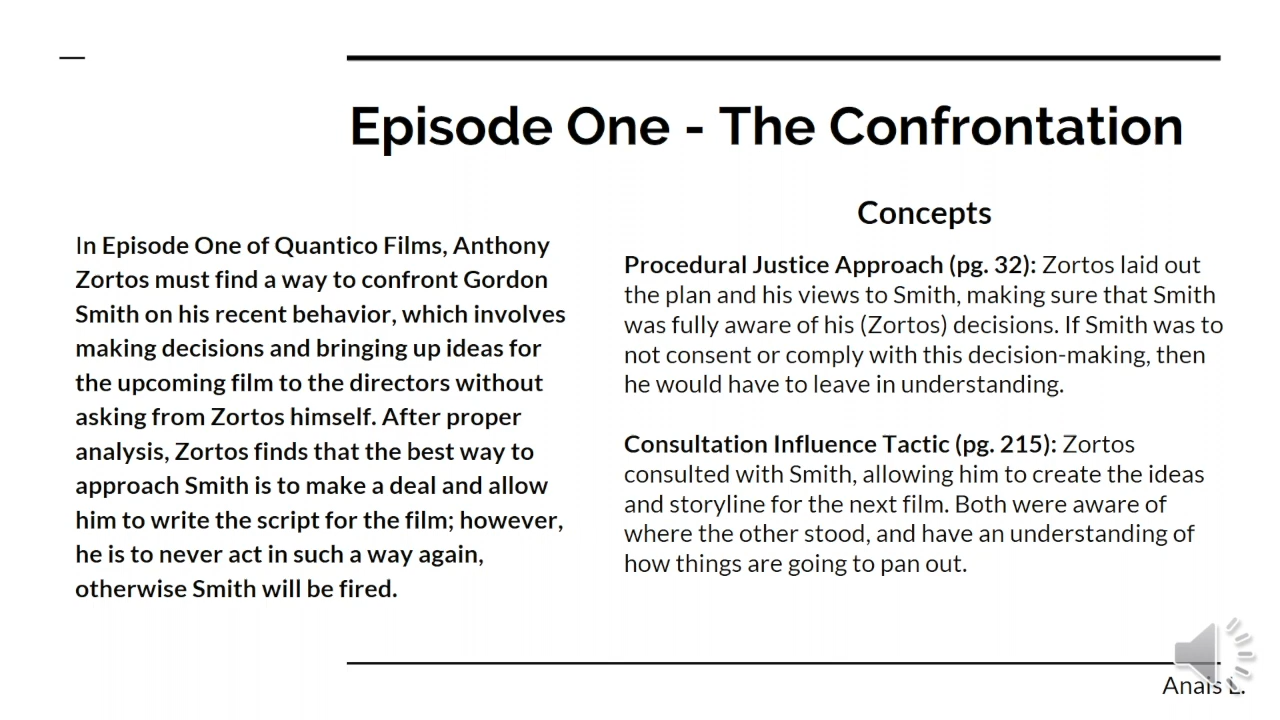 Episode One - The Confrontation
In Episode One of Quantico Films, Anthony
Zortos must find a way to confront Gordon
Smith on his recent behavior, which involves
making decisions and bringing up ideas for
the upcoming film to the directors without
asking from Zortos himself. After proper
analysis, Zortos finds that the best way to
approach Smith is to make a deal and allow
him to write the script for the film; however,
he is to never act in such a way again,
otherwise Smith will be fired.
Concepts
Procedural Justice Approach (pg. 32): Zortos laid out
the plan and his views to Smith, making sure that Smith
was fully aware of his (Zortos) decisions. If Smith was to
not consent or comply with this decision-making, then
he would have to leave in understanding.
Consultation Influence Tactic (pg. 215): Zortos
consulted with Smith, allowing him to create the ideas
and storyline for the next film. Both were aware of
where the other stood, and have an understanding of
how things are going to pan out.
Anais L.